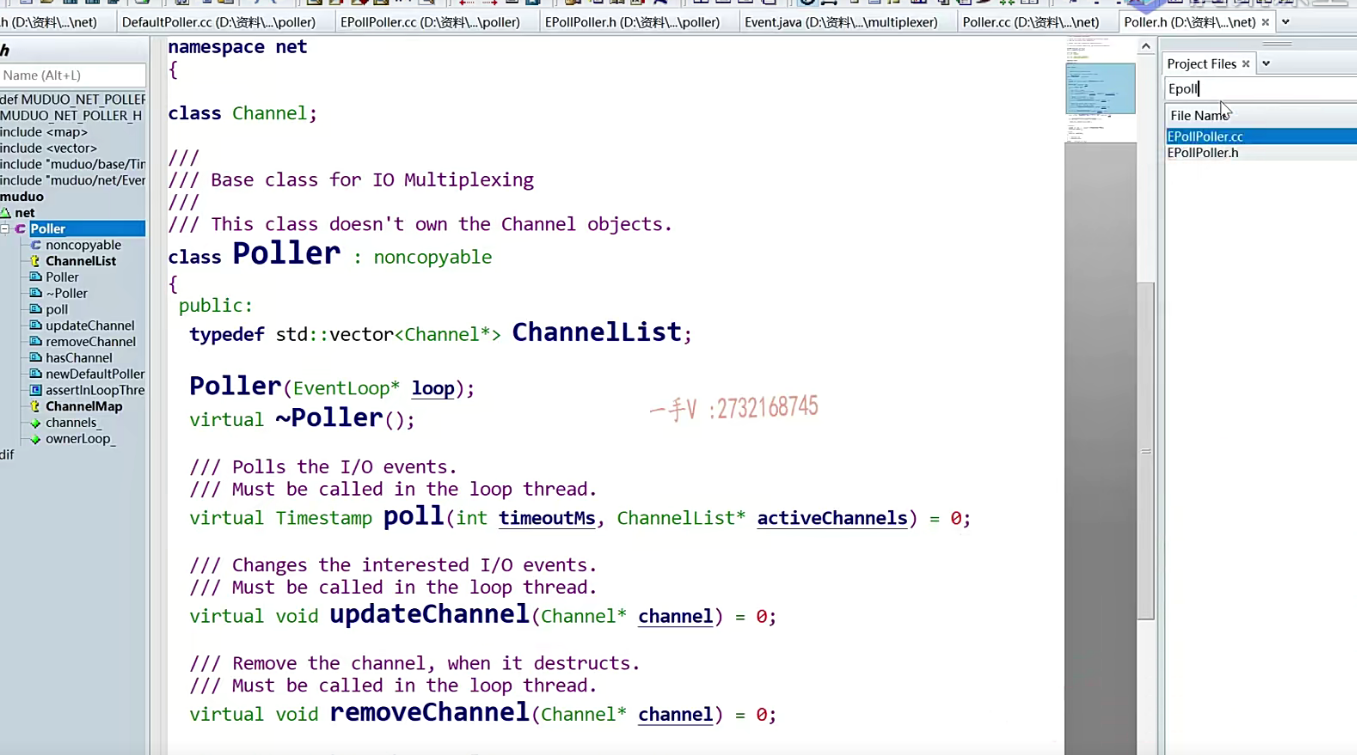 .h (D:\资料\...\net)
DefaultPoller.cc (D:\资料\...\poller)
EPollPoller.cc (D:\资料\...\poller)
EPollPoller.h (D:\资料\...\poller)
Event.java (D:\资料\...\multiplexer)
Poller.cc (D:\资料\...\net)
Poller.h (D:\资料\...\net)
h
Name (Alt+L)
def MUDUO_NET_POLLER
MUDUO_NET_POLLER_H
include <map>
include <vector>
include "muduo/base/Tim
include "muduo/net/Even
muduo
net
Poller
noncopyable
ChannelList
Poller
~Poller
poll
updateChannel
removeChannel
hasChannel
newDefaultPoller
assertInLoopThre
ChannelMap
channels_
ownerLoop_
dif
namespace net
{
class Channel;
///
/// Base class for IO Multiplexing
///
/// This class doesn't own the Channel objects.
class Poller : noncopyable
{
public:
typedef std::vector<Channel*> ChannelList;
Poller(EventLoop* loop);
virtual ~Poller();
/// Polls the I/O events.
/// Must be called in the loop thread.
virtual Timestamp poll(int timeoutMs, ChannelList* activeChannels) = 0;
/// Changes the interested I/O events.
/// Must be called in the loop thread.
virtual void updateChannel(Channel* channel) = 0;
/// Remove the channel, when it destructs.
/// Must be called in the loop thread.
virtual void removeChannel(Channel* channel) = 0;
一手V :2732168745
Project Files
Epoll
File Name
EPollPoller.cc
EPollPoller.h